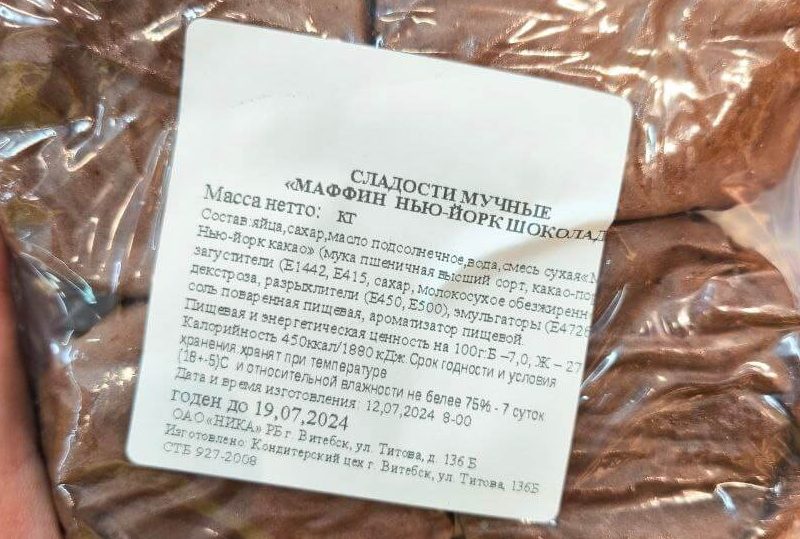 СЛАДОСТИ МУЧНЫЕ
«МАФФИН НЬЮ-ЙОРК ШОКОЛАД
Масса нетто: кг
Состав:яйца,сахар,масло подсолнечное,вода,смесь сухая«
Нью-йорк какао» (мука пшеничная высший сорт, какао-по
загустители (Е1442, Е415, сахар, молокосухое обезжирен
декстроза, разрыхлители (Е450, Е500), эмульгаторы (Е472
соль поваренная пищевая, ароматизатор пищевой
Пищевая и энергетическая ценность на 100г:Б –7,0, Ж – 27
Калорийность 450ккал/1880 кДж Срок годности и условия
хранения хранят при температуре
(18+-5)С и относительной влажности не более 75% - 7 суток
Дата и время изготовления: 12,07,2024 8-00
годен до 19,07,2024
ОАО«НИКА» РБ г. Витебск, ул. Титова, д. 136 Б
Изготовлено: Кондитерский цех г. Витебск, ул. Титова, 136Б
СТБ 927-2008